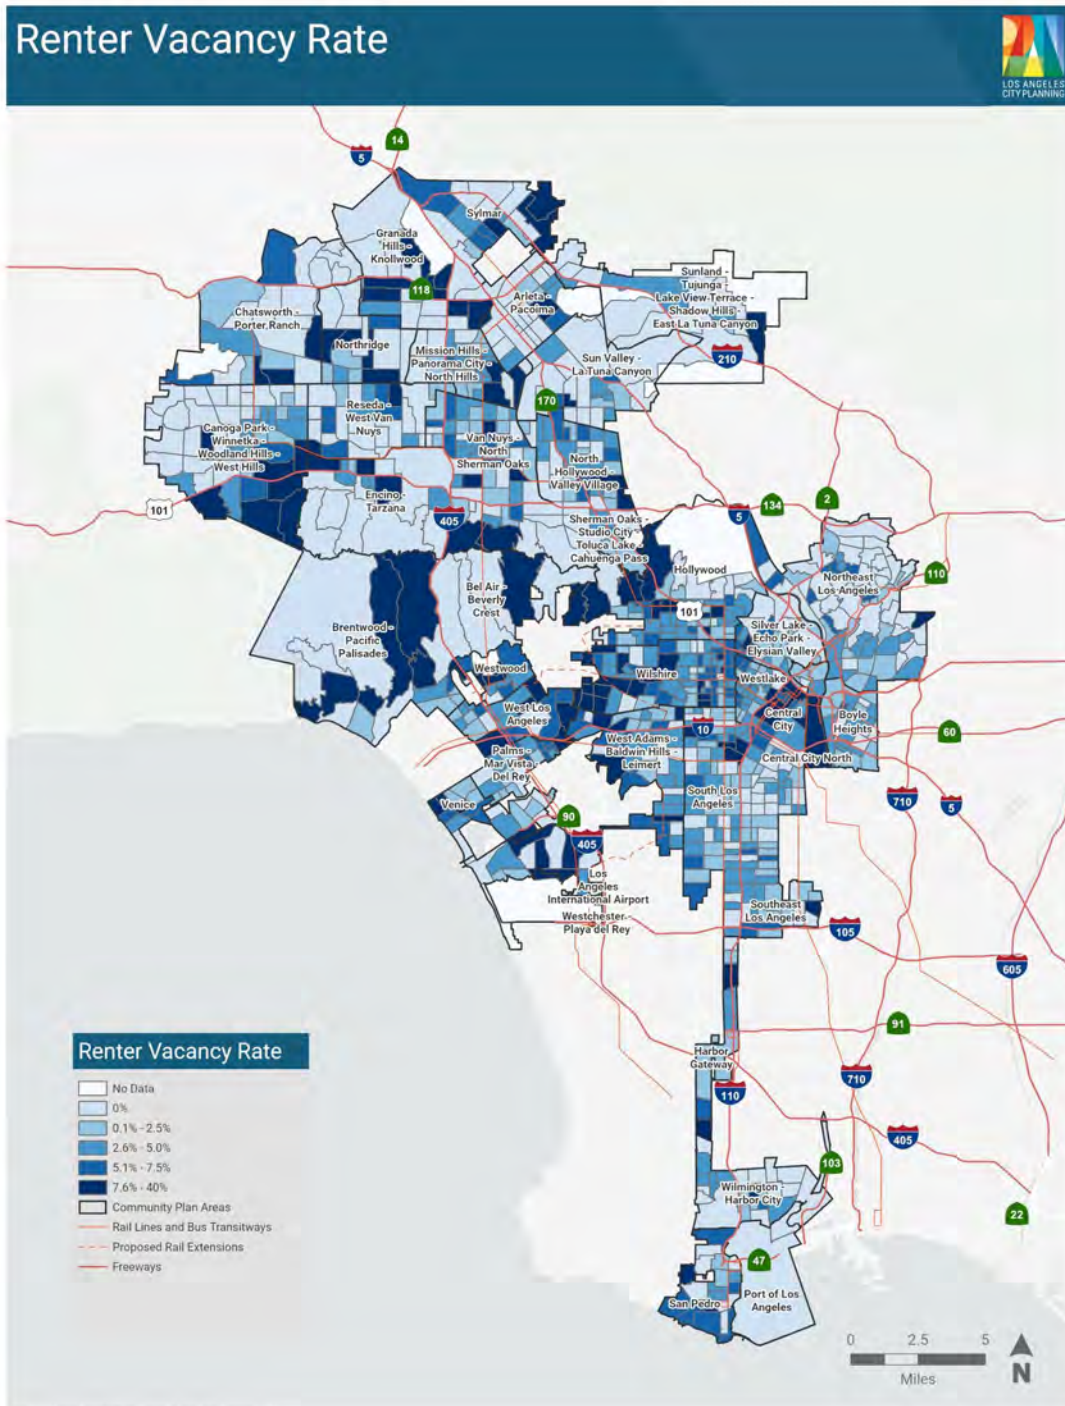 Renter Vacancy Rate
LOS ANGELES
CITY PLANNING
14
5
Sylmar
Granada
Hills -
Knollwood
118
Arleta -
Pacoima
Sunland -
Tujunga -
Lake View Terrace -
Shadow Hills -
East La Tuna Canyon
Chatsworth -
Porter Ranch
Northridge
Mission Hills -
Panorama City -
North Hills
Sun Valley -
La Tuna Canyon
210
170
Reseda -
West Van
Nuys
Canoga Park -
Winnetka -
Woodland Hills -
West Hills
Van Nuys -
North
Sherman Oaks
North
Hollywood -
Valley Village
101
Encino -
Tarzana
405
Sherman Oaks -
Studio City -
Toluca Lake -
Cahuenga Pass
5
134
2
Hollywood
Northeast
Los Angeles
110
Bel Air -
Beverly
Crest
101
Brentwood -
Pacific
Palisades
Silver Lake -
Echo Park -
Elysian Valley
Westwood
Wilshire
Westlake
West Los
Angeles
Central
City
Boyle
Heights
10
60
West Adams -
Baldwin Hills -
Leimert
Central City North
Palms -
Mar Vista -
Del Rey
South Los
Angeles
710
5
Venice
90
405
Los
Angeles
International Airport
Westchester -
Playa del Rey
Southeast
Los Angeles
105
605
91
Renter Vacancy Rate
No Data
0%
0.1% - 2.5%
2.6% - 5.0%
5.1% - 7.5%
7.6% - 40%
Community Plan Areas
Rail Lines and Bus Transitways
Proposed Rail Extensions
Freeways
Harbor
Gateway
110
710
405
103
Wilmington -
Harbor City
22
47
San Pedro
Port of Los
Angeles
0 2.5 5
Miles
N